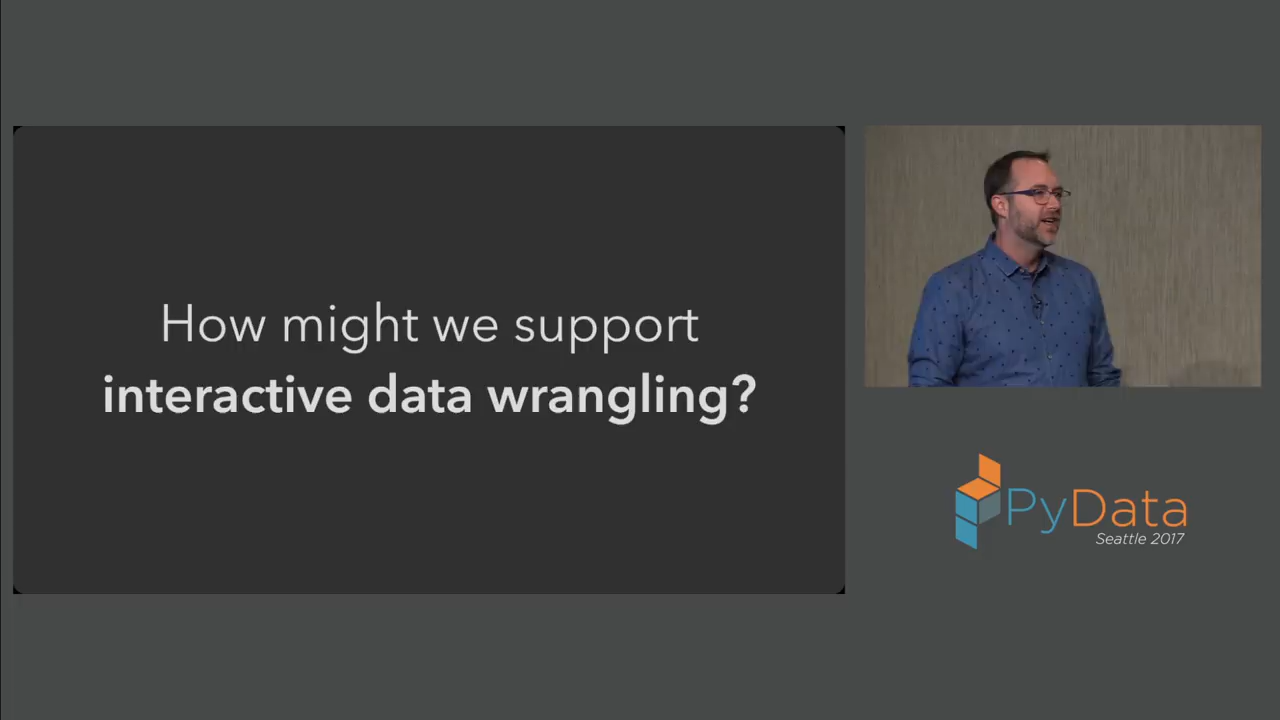 How might we support
interactive data wrangling?
PyData
Seattle 2017